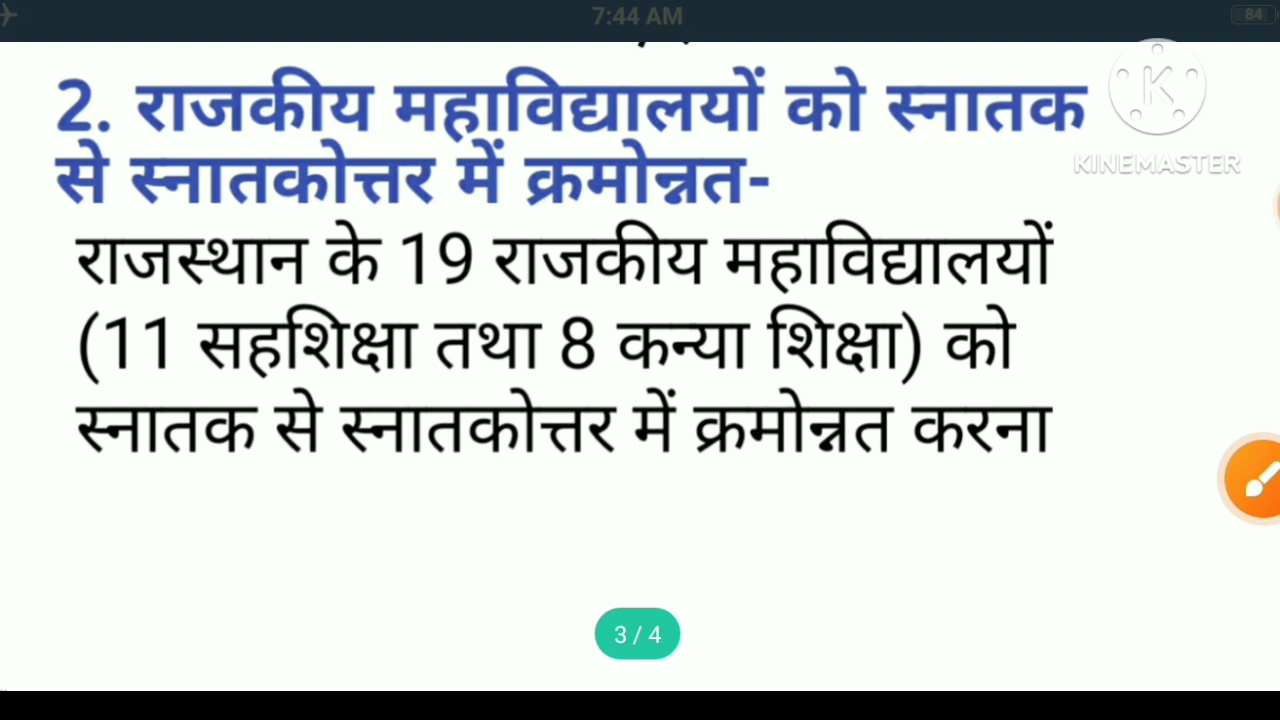 7:44 AM
84
2. राजकीय महाविद्यालयों को स्नातक
से स्नातकोत्तर में क्रमोन्नत-
राजस्थान के 19 राजकीय महाविद्यालयों
(11 सहशिक्षा तथा 8 कन्या शिक्षा) को
स्नातक से स्नातकोत्तर में क्रमोन्नत करना
K
KINEMASTER
3 / 4